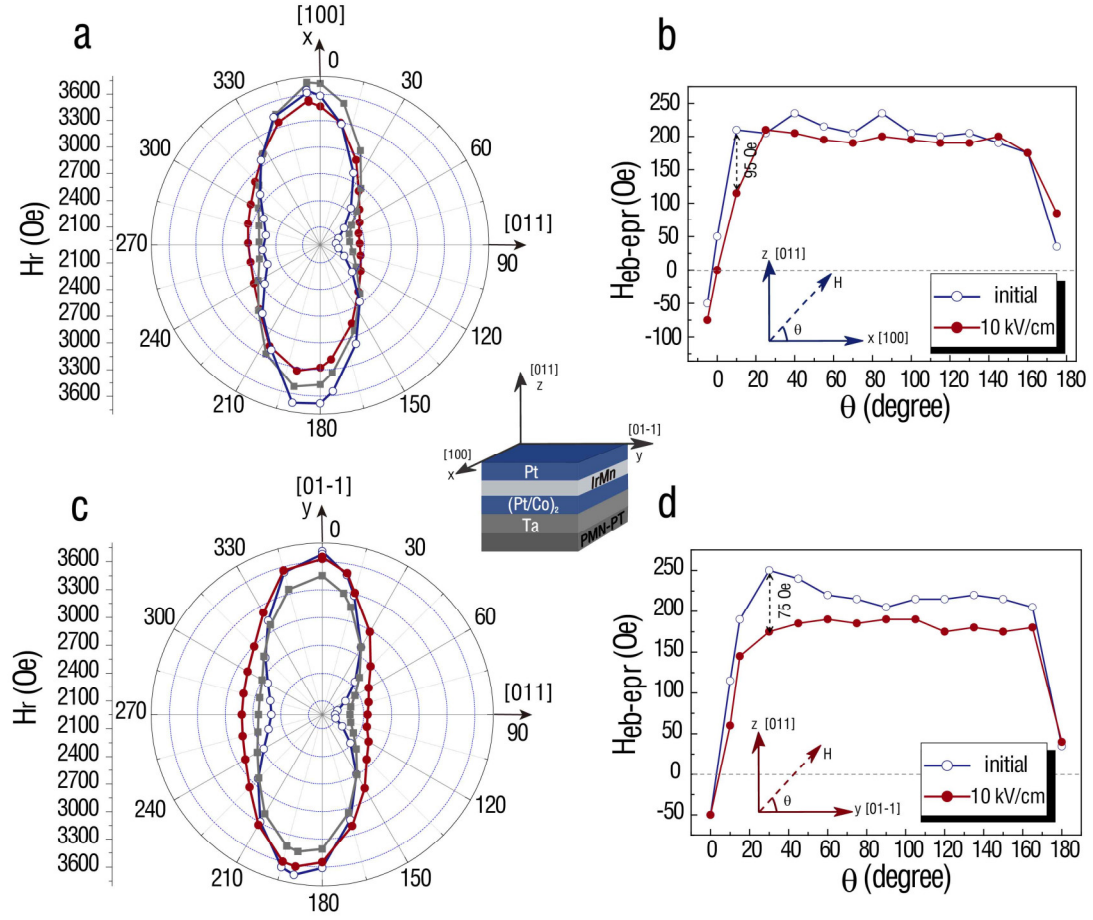 a
[100]
x
0
30
60
[011]
90
120
150
180
210
240
270
300
330
3600
3300
3000
2700
2400
2100
2100
2400
2700
3000
3300
3600
Hr (Oe)
b
250
200
150
100
50
0
-50
-100
Heb-epr (Oe)
95 Oe
z [011]
H
θ
x [100]
initial
10 kV/cm
0 20 40 60 80 100 120 140 160 180
θ (degree)
[011]
z
[100]
x
[01-1]
y
Pt
IrMn
(Pt/Co)₂
Ta
PMN-PT
c
[01-1]
y
0
30
60
[011]
90
120
150
180
210
240
270
300
330
3600
3300
3000
2700
2400
2100
2100
2400
2700
3000
3300
3600
Hr (Oe)
d
250
200
150
100
50
0
-50
Heb-epr (Oe)
75 Oe
z [011]
H
θ
y [01-1]
initial
10 kV/cm
0 20 40 60 80 100 120 140 160 180
θ (degree)